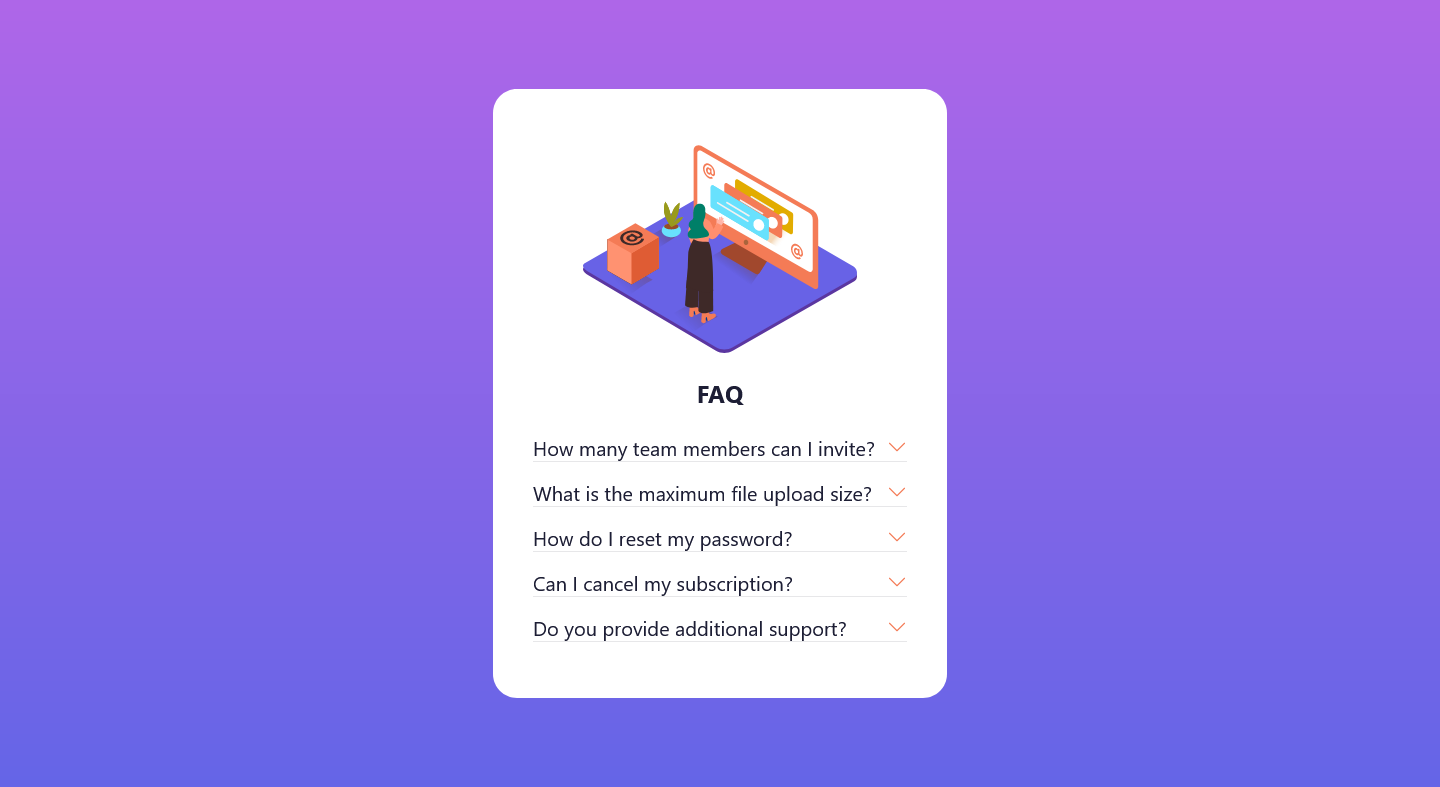 @
@
@
FAQ
How many team members can I invite?
What is the maximum file upload size?
How do I reset my password?
Can I cancel my subscription?
Do you provide additional support?